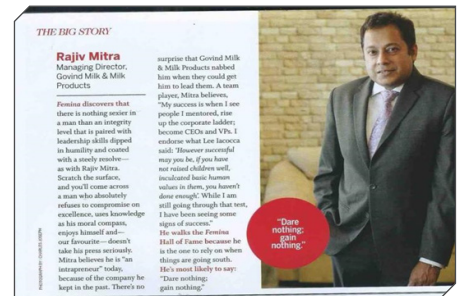 THE BIG STORY
Rajiv Mitra
Managing Director,
Govind Milk & Milk
Products
Femina discovers that
there is nothing sexier in
a man than an integrity
level that is paired with
leadership skills dipped
in humility and coated
with a steely resolve—
as with Rajiv Mitra.
Scratch the surface,
and you'll come across
a man who absolutely
refuses to compromise on
excellence, uses knowledge
as his moral compass,
enjoys himself and—
our favourite— doesn't
take his press seriously.
Mitra believes he is "an
intrapreneur" today,
because of the company he
kept in the past. There's no
surprise that Govind Milk
& Milk Products nabbed
him when they could get
him to lead them. A team
player, Mitra believes,
"My success is when I see
people I mentored, rise
up the corporate ladder;
become CEOs and VPs. I
endorse what Lee Iacocca
said: 'However successful
may you be, if you have
not raised children well,
inculcated basic human
values in them, you haven't
done enough'. While I am
still going through that test,
I have been seeing some
signs of success."
He walks the Femina
Hall of Fame because he
is the one to rely on when
things are going south.
He's most likely to say:
"Dare nothing;
gain nothing."
"Dare
nothing;
gain
nothing."